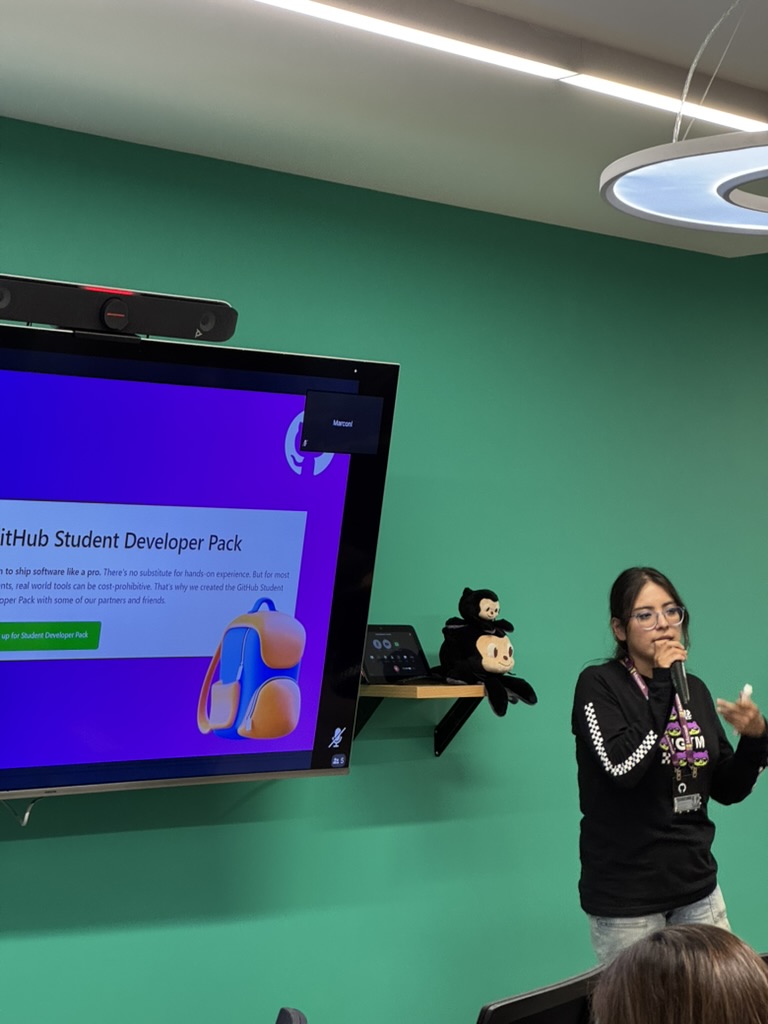 Marconi
itHub Student Developer Pack
n to ship software like a pro. There's no substitute for hands-on experience. But for most
nts, real world tools can be cost-prohibitive. That's why we created the GitHub Student
oper Pack with some of our partners and friends.
up for Student Developer Pack
5